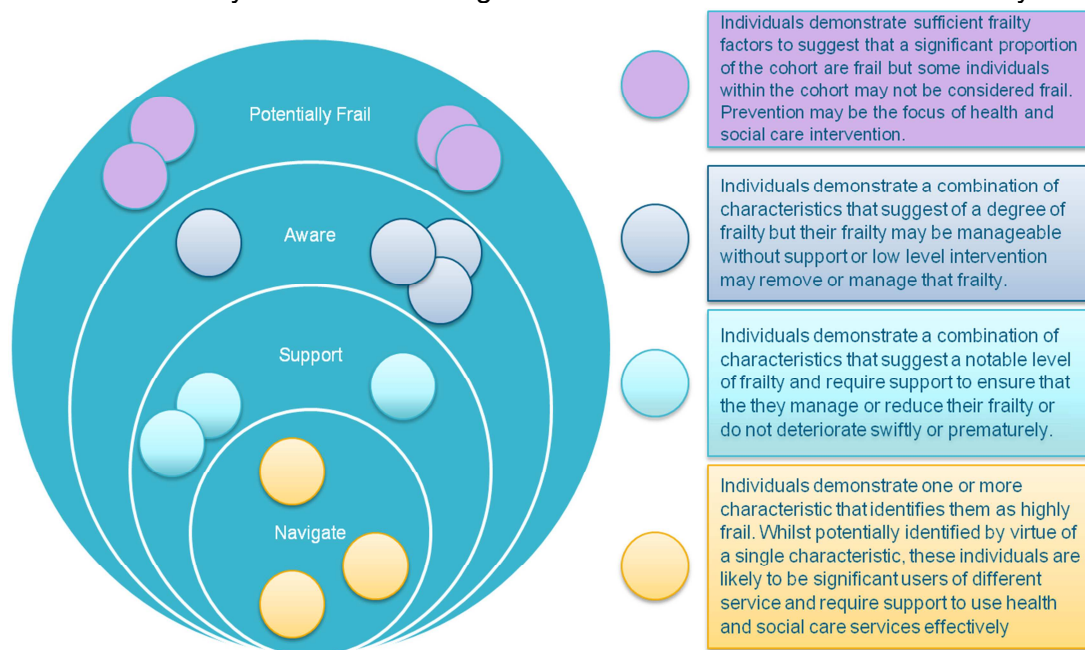 Potentially Frail
Aware
Support
Navigate
Individuals demonstrate sufficient frailty
factors to suggest that a significant proportion
of the cohort are frail but some individuals
within the cohort may not be considered frail.
Prevention may be the focus of health and
social care intervention.
Individuals demonstrate a combination of
characteristics that suggest of a degree of
frailty but their frailty may be manageable
without support or low level intervention
may remove or manage that frailty.
Individuals demonstrate a combination of
characteristics that suggest a notable level
of frailty and require support to ensure that
the they manage or reduce their frailty or
do not deteriorate swiftly or prematurely.
Individuals demonstrate one or more
characteristic that identifies them as highly
frail. Whilst potentially identified by virtue of
a single characteristic, these individuals are
likely to be significant users of different
service and require support to use health
and social care services effectively